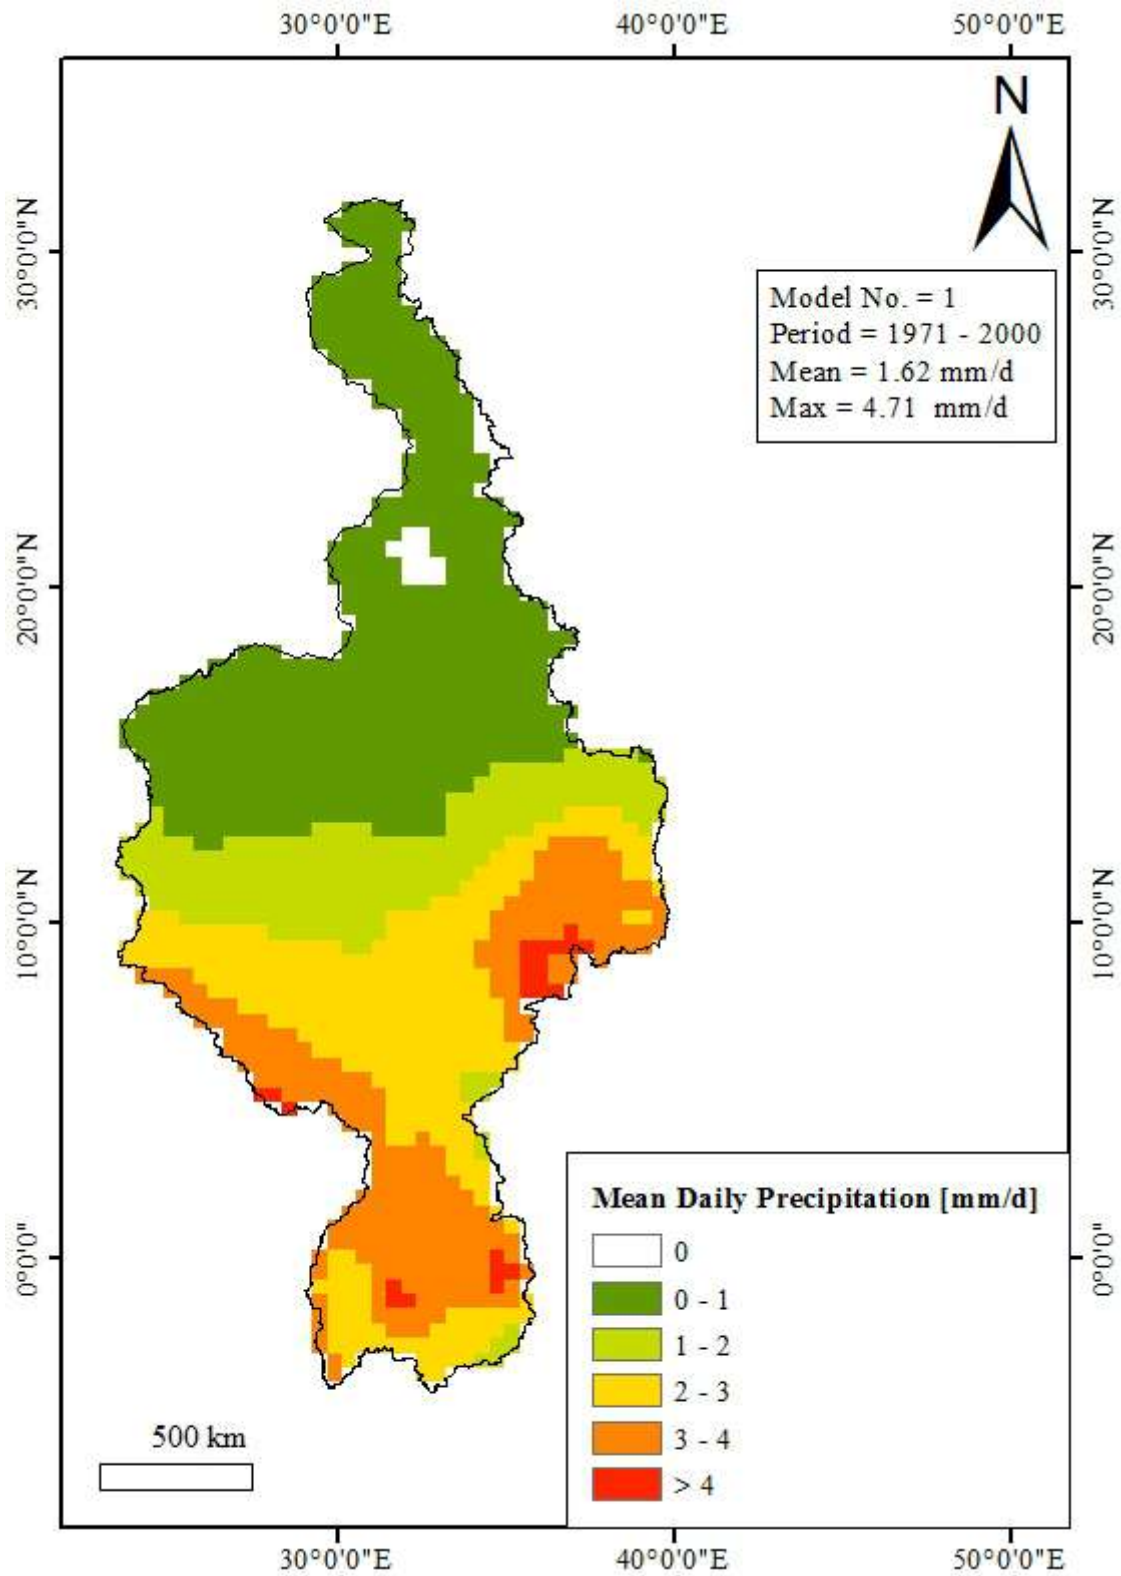 30°0'0"E 40°0'0"E 50°0'0"E
N
30°0'0"N 30°0'0"N
Model No. = 1
Period = 1971 - 2000
Mean = 1.62 mm/d
Max = 4.71 mm/d
20°0'0"N 20°0'0"N
10°0'0"N 10°0'0"N
Mean Daily Precipitation [mm/d]
0°0'0" 0°0'0"
0
0 - 1
1 - 2
2 - 3
3 - 4
> 4
500 km
30°0'0"E 40°0'0"E 50°0'0"E